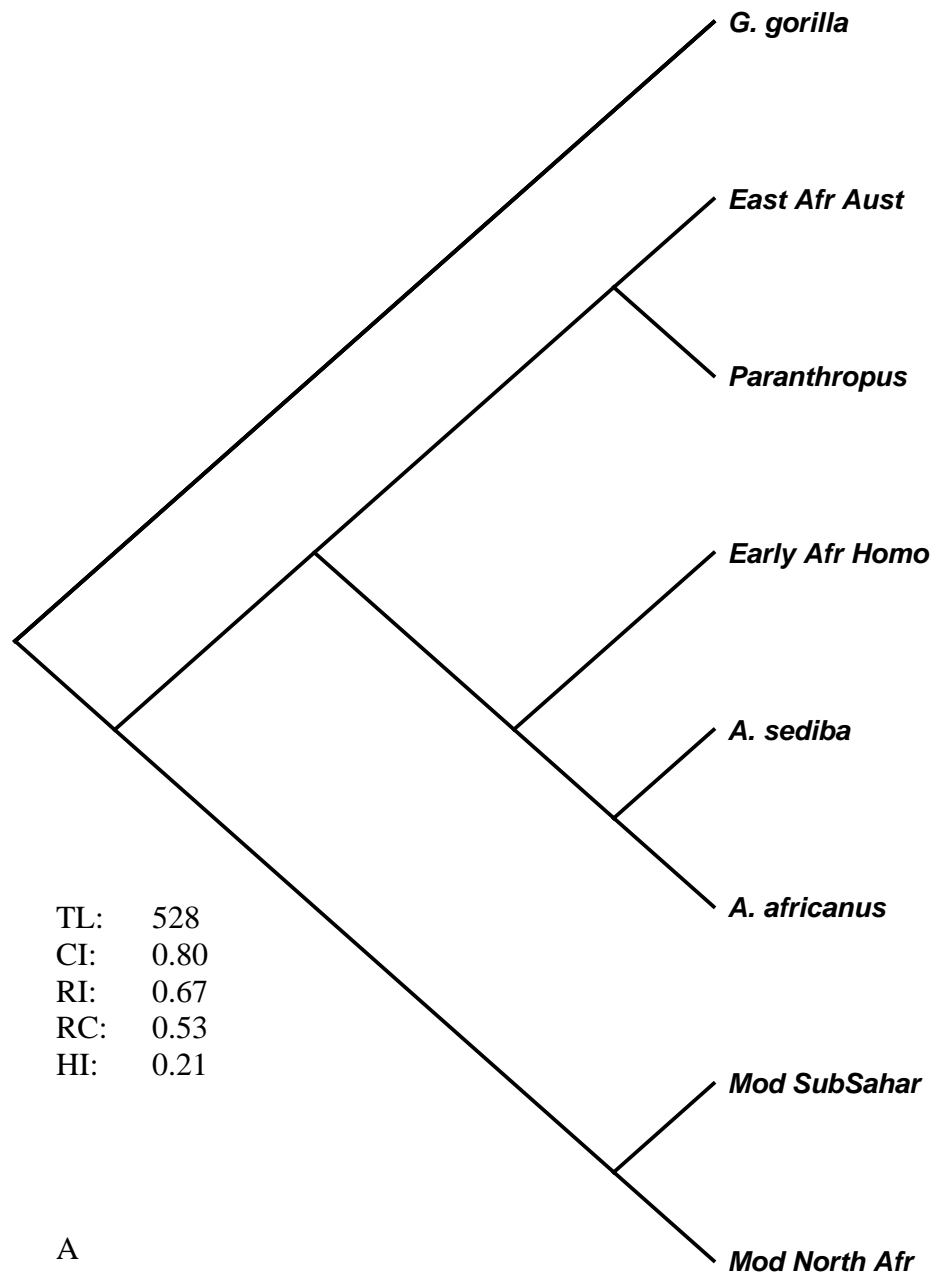 G. gorilla
East Afr Aust
Paranthropus
Early Afr Homo
A. sediba
A. africanus
TL: 528
CI: 0.80
RI: 0.67
RC: 0.53
HI: 0.21
Mod SubSahar
A
Mod North Afr